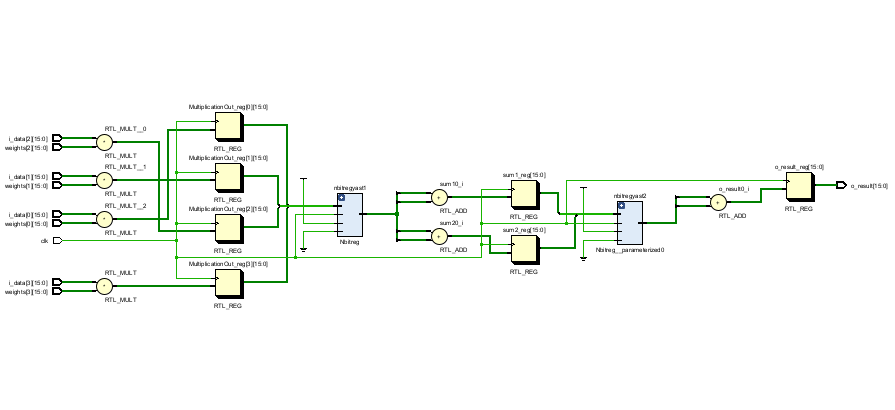 MultiplicationOut_reg[0][15:0]
RTL_MULT__0
i_data[2][15:0]
weights[2][15:0]
RTL_MULT
RTL_REG
MultiplicationOut_reg[1][15:0]
RTL_MULT__1
i_data[1][15:0]
weights[1][15:0]
RTL_MULT
RTL_REG
RTL_MULT__2
MultiplicationOut_reg[2][15:0]
i_data[0][15:0]
weights[0][15:0]
RTL_MULT
clk
RTL_REG
MultiplicationOut_reg[3][15:0]
RTL_MULT
i_data[3][15:0]
weights[3][15:0]
RTL_MULT
RTL_REG
nbitregyast1
Nbitreg
sum10_i
RTL_ADD
sum20_i
RTL_ADD
sum1_reg[15:0]
RTL_REG
sum2_reg[15:0]
RTL_REG
nbitregyast2
Nbitreg__parameterized0
o_result0_i
RTL_ADD
o_result_reg[15:0]
RTL_REG
o_result[15:0]